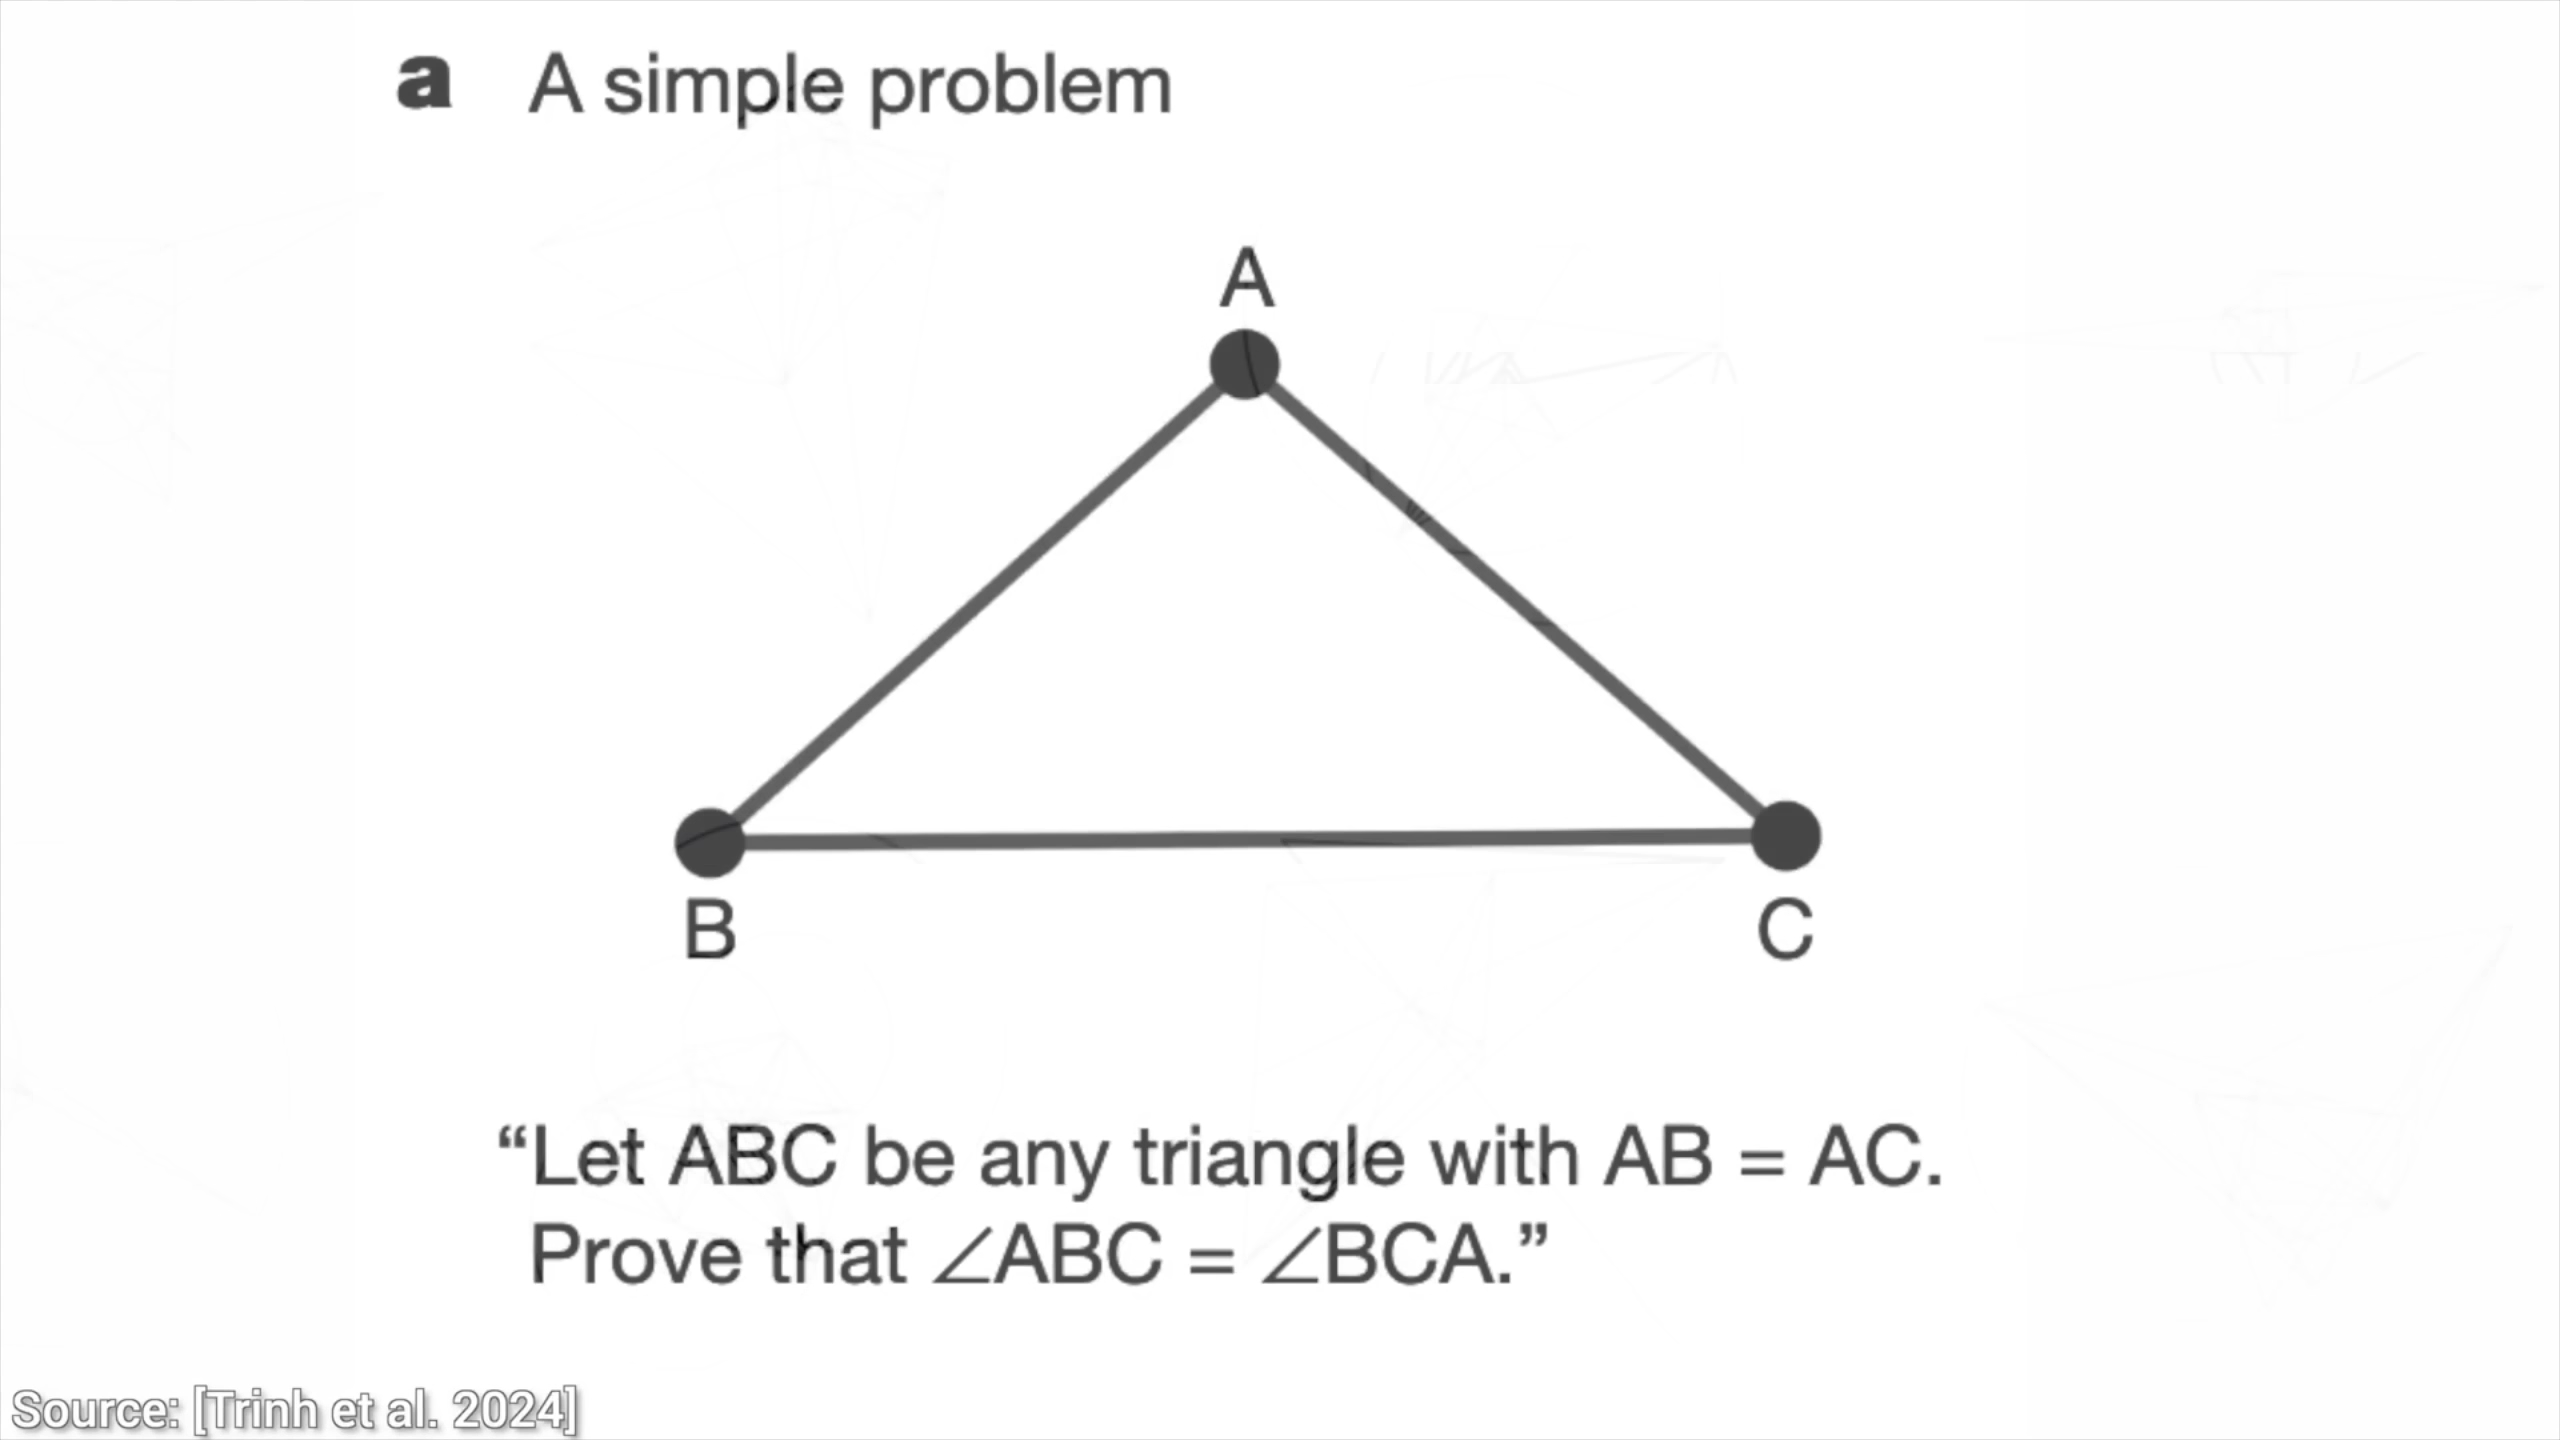 a A simple problem
A
B
C
“Let ABC be any triangle with AB = AC.
Prove that ∠ABC = ∠BCA.”
Source: [Trinh et al. 2024]